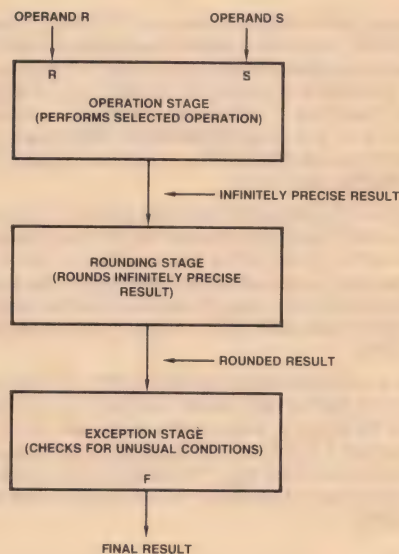 OPERAND R
OPERAND S
R
S
OPERATION STAGE
(PERFORMS SELECTED OPERATION)
INFINITELY PRECISE RESULT
ROUNDING STAGE
(ROUNDS INFINITELY PRECISE
RESULT)
ROUNDED RESULT
EXCEPTION STAGE
(CHECKS FOR UNUSUAL CONDITIONS)
F
FINAL RESULT